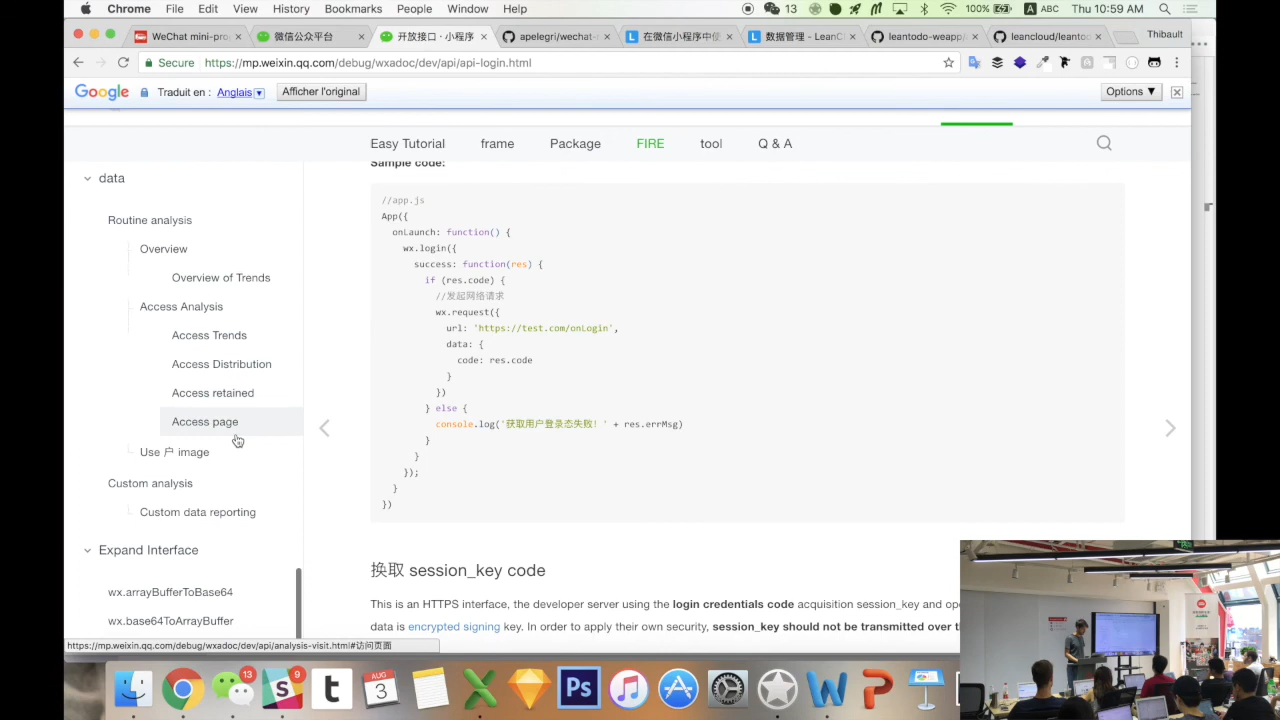 Chrome File Edit View History Bookmarks People Window Help 13 100% ABC Thu 10:59 AM
WeChat mini-pro 微信公众平台 开放接口 · 小程序 apelegri/wechat- 在微信小程序中使 数据管理 - LeanC leantodo-weapp/ leancloud/leanto Thibault
Secure https://mp.weixin.qq.com/debug/wxadoc/dev/api/api-login.html
Google Traduit en : Anglais Afficher l'original Options
Easy Tutorial frame Package FIRE tool Q & A
data
Routine analysis
Overview
Overview of Trends
Access Analysis
Access Trends
Access Distribution
Access retained
Access page
Use 户 image
Custom analysis
Custom data reporting
Expand Interface
wx.arrayBufferToBase64
wx.base64ToArrayBuffer
https://mp.weixin.qq.com/debug/wxadoc/dev/api/analysis-visit.html#访问页面
Sample code:
//app.js
App({
onLaunch: function() {
wx.login({
success: function(res) {
if (res.code) {
//发起网络请求
wx.request({
url: 'https://test.com/onLogin',
data: {
code: res.code
}
})
} else {
console.log('获取用户登录态失败！' + res.errMsg)
}
}
});
}
})
换取 session_key code
This is an HTTPS interface, the developer server using the login credentials code acquisition session_key and op
data is encrypted signing key. In order to apply their own security, session_key should not be transmitted over th
13 9
t AUG 3 Ps W P